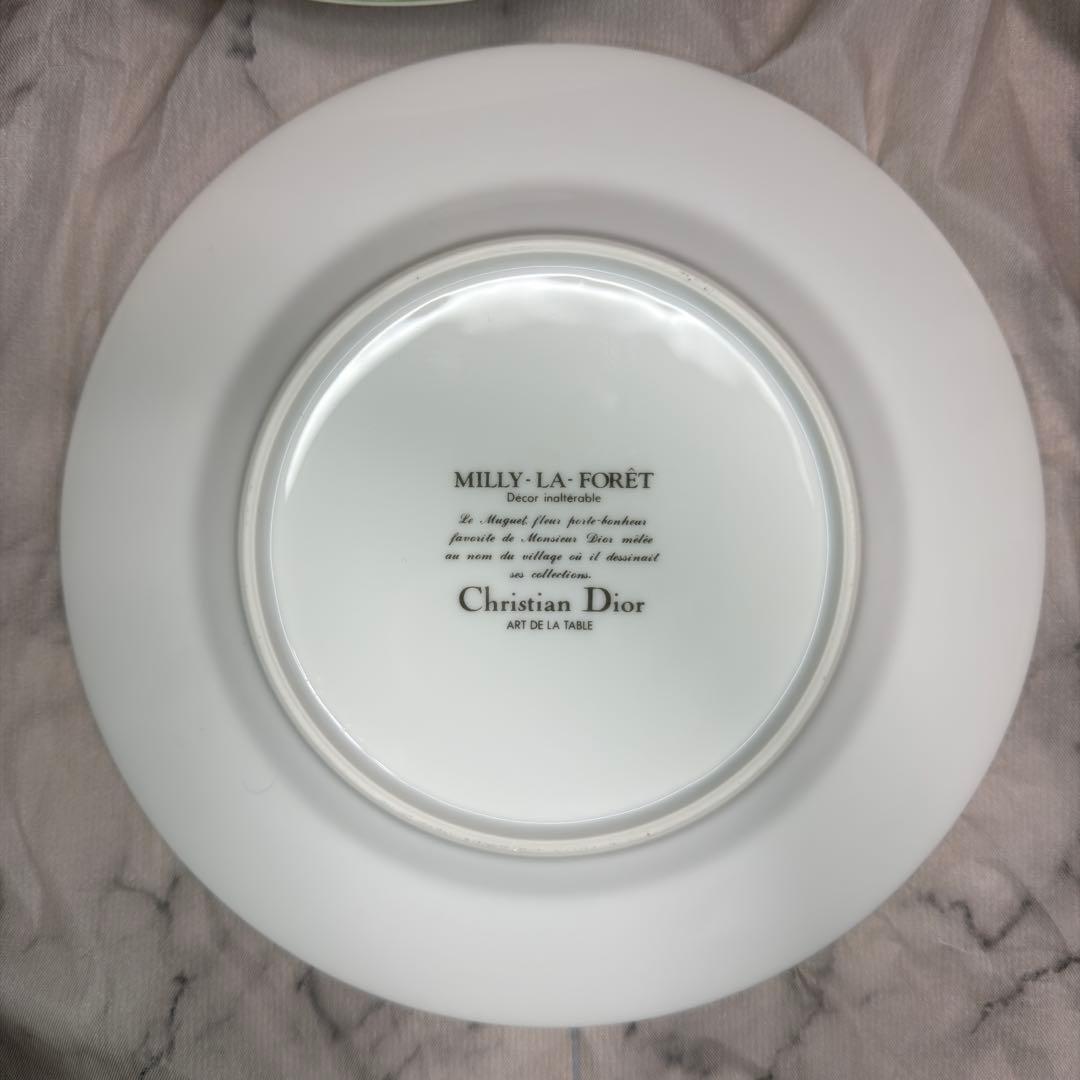 MILLY-LA-FORÊT
Décor inaltérable
Le Muguet, fleur porte-bonheur
favorite de Monsieur Dior mêlée
au nom du village où il dessinait
ses collections.
Christian Dior
ART DE LA TABLE